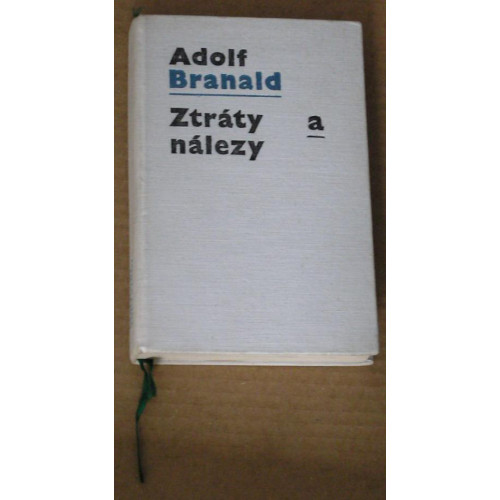 Adolf
Branald
Ztráty a
nálezy